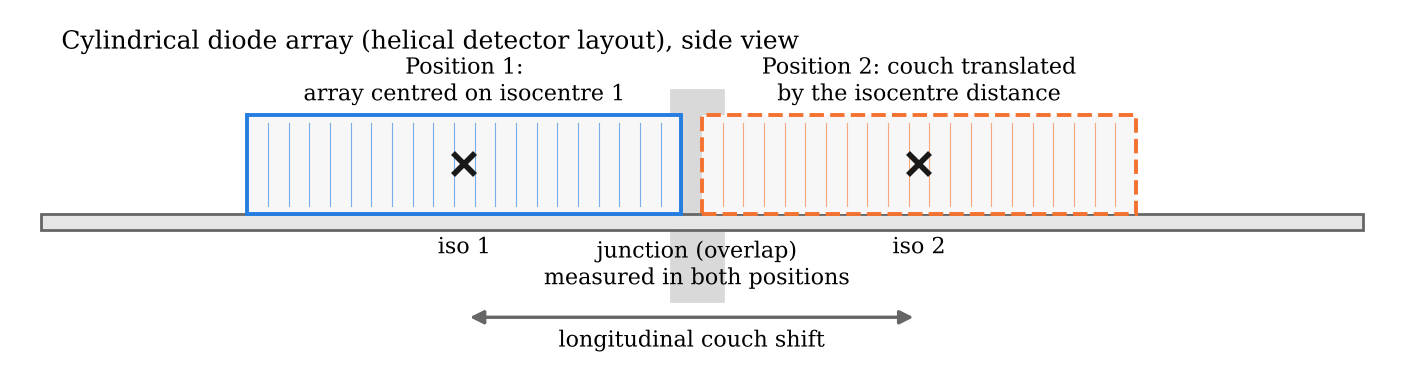 Cylindrical diode array (helical detector layout), side view
Position 1:
array centred on isocentre 1
Position 2: couch translated
by the isocentre distance
iso 1
junction (overlap)
measured in both positions
iso 2
longitudinal couch shift